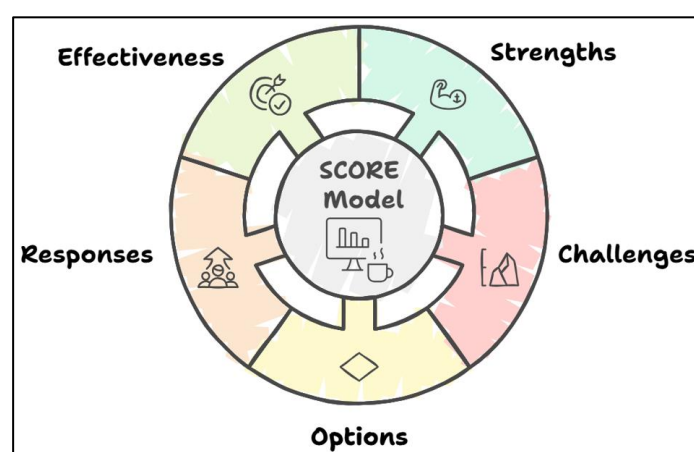 Effectiveness
Strengths
SCORE
Model
Responses
Challenges
Options